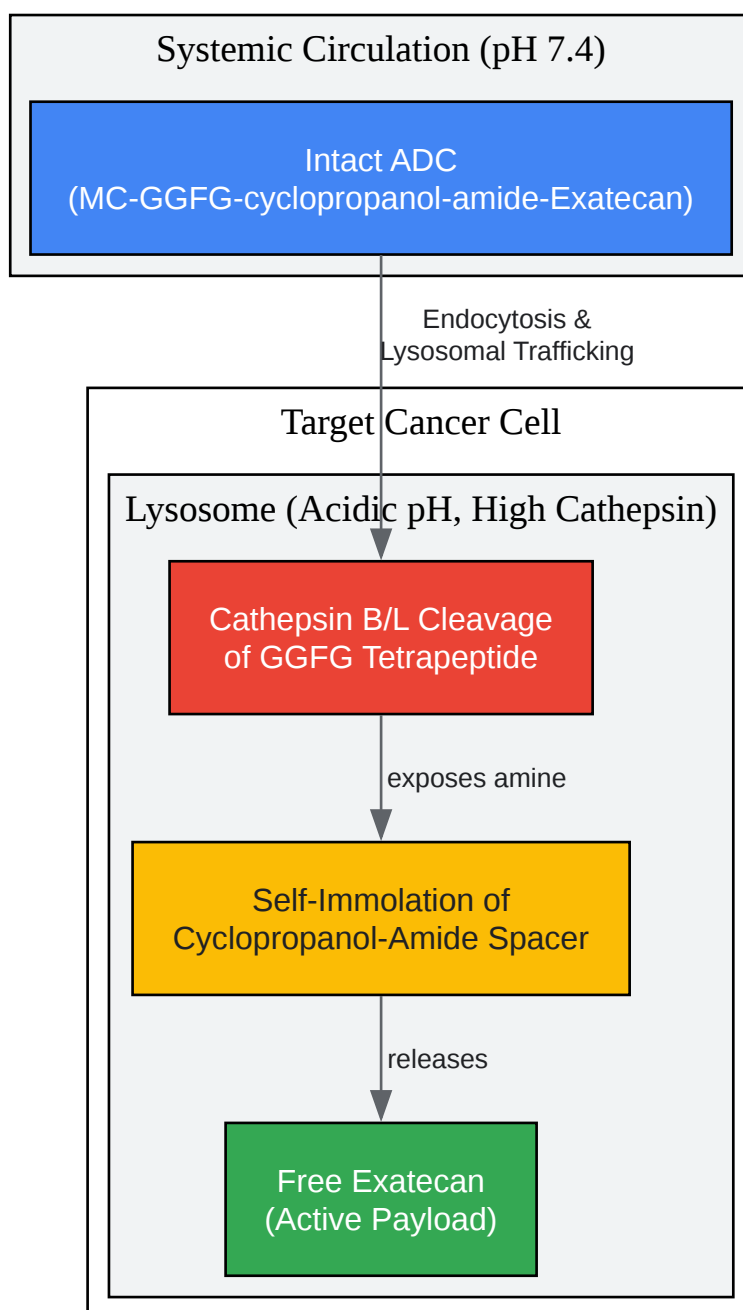 Systemic Circulation (pH 7.4)
Intact ADC
(MC-GGFG-cyclopropanol-amide-Exatecan)
Endocytosis &
Lysosomal Trafficking
Target Cancer Cell
Lysosome (Acidic pH, High Cathepsin)
Cathepsin B/L Cleavage
of GGFG Tetrapeptide
exposes amine
Self-Immolation of
Cyclopropanol-Amide Spacer
releases
Free Exatecan
(Active Payload)